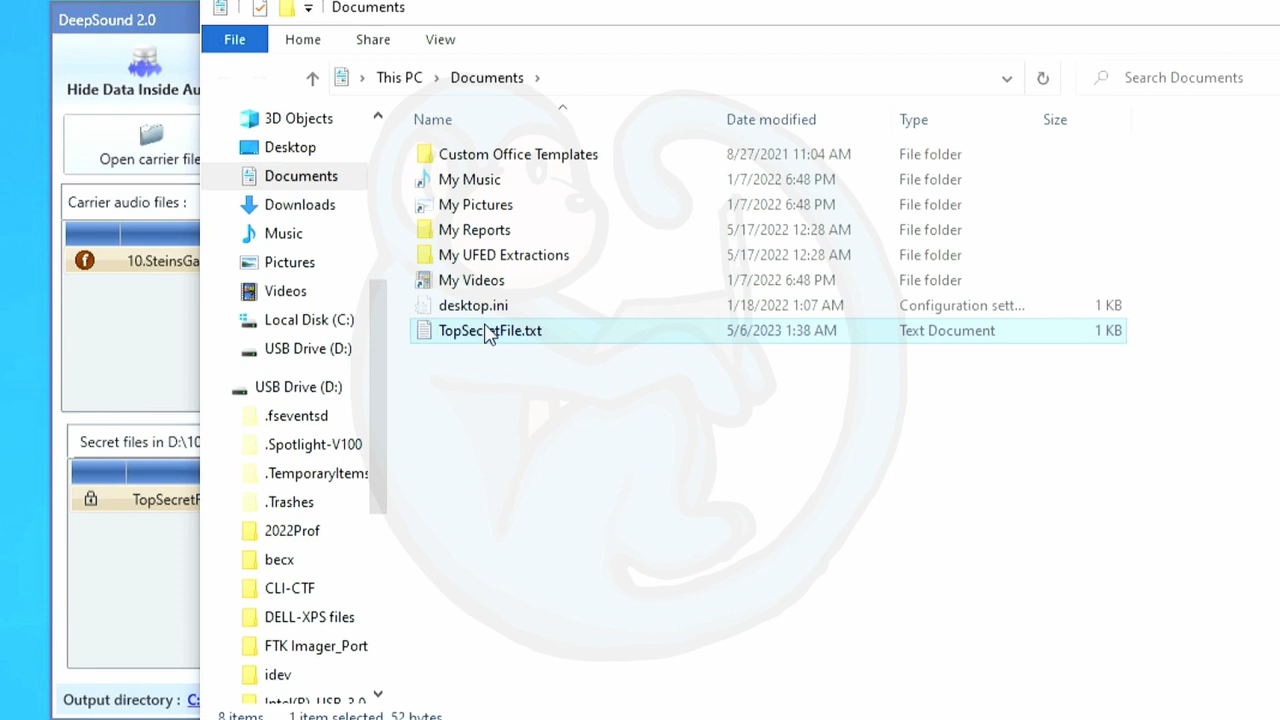 DeepSound 2.0
Hide Data Inside Au
Open carrier file
Carrier audio files :
10.SteinsGa
Secret files in D:\10
TopSecretF
Output directory : C:
Documents
File Home Share View
This PC > Documents >
Search Documents
3D Objects
Desktop
Documents
Downloads
Music
Pictures
Videos
Local Disk (C:)
USB Drive (D:)
USB Drive (D:)
.fseventsd
.Spotlight-V100
.TemporaryItems
.Trashes
2022Prof
becx
CLI-CTF
DELL-XPS files
FTK Imager_Port
idev
Intel(R)_USB_3.0
Name Date modified Type Size
Custom Office Templates 8/27/2021 11:04 AM File folder
My Music 1/7/2022 6:48 PM File folder
My Pictures 1/7/2022 6:48 PM File folder
My Reports 5/17/2022 12:28 AM File folder
My UFED Extractions 5/17/2022 12:28 AM File folder
My Videos 1/7/2022 6:48 PM File folder
desktop.ini 1/18/2022 1:07 AM Configuration sett... 1 KB
TopSecretFile.txt 5/6/2023 1:38 AM Text Document 1 KB
8 items 1 item selected 52 bytes